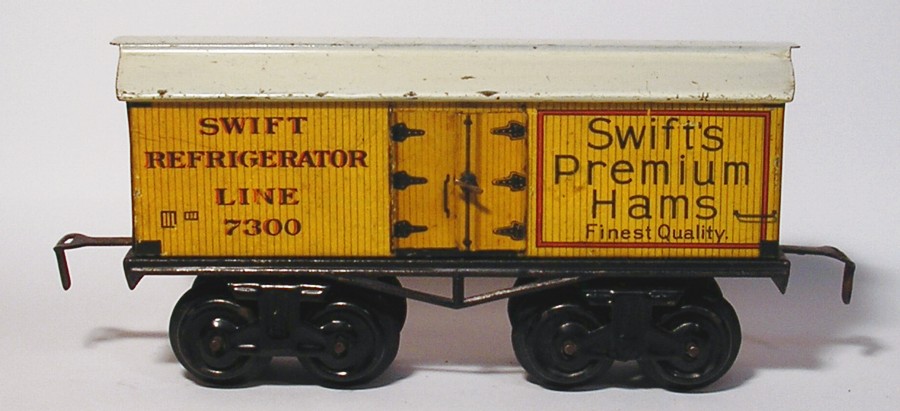 SWIFT
REFRIGERATOR
LINE
7300
Swift's
Premium
Hams
Finest Quality.